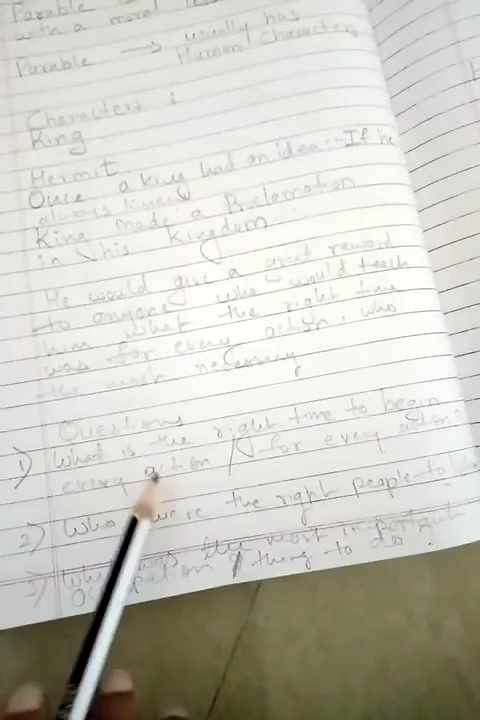 Parable
with a moral
Parable → usually has
Human Characters
Characters :
King
Hermit
Once a king had an idea... If he
always knew
King made a Proclamation
in his Kingdom
He would give a great reward
to anyone who would teach
him what the right time
was for every action, who
the most necessary
Questions
1) What is the right time to begin
every action / for every action?
2) Who were the right people to
3) What was the most important
Occupation / thing to do ?